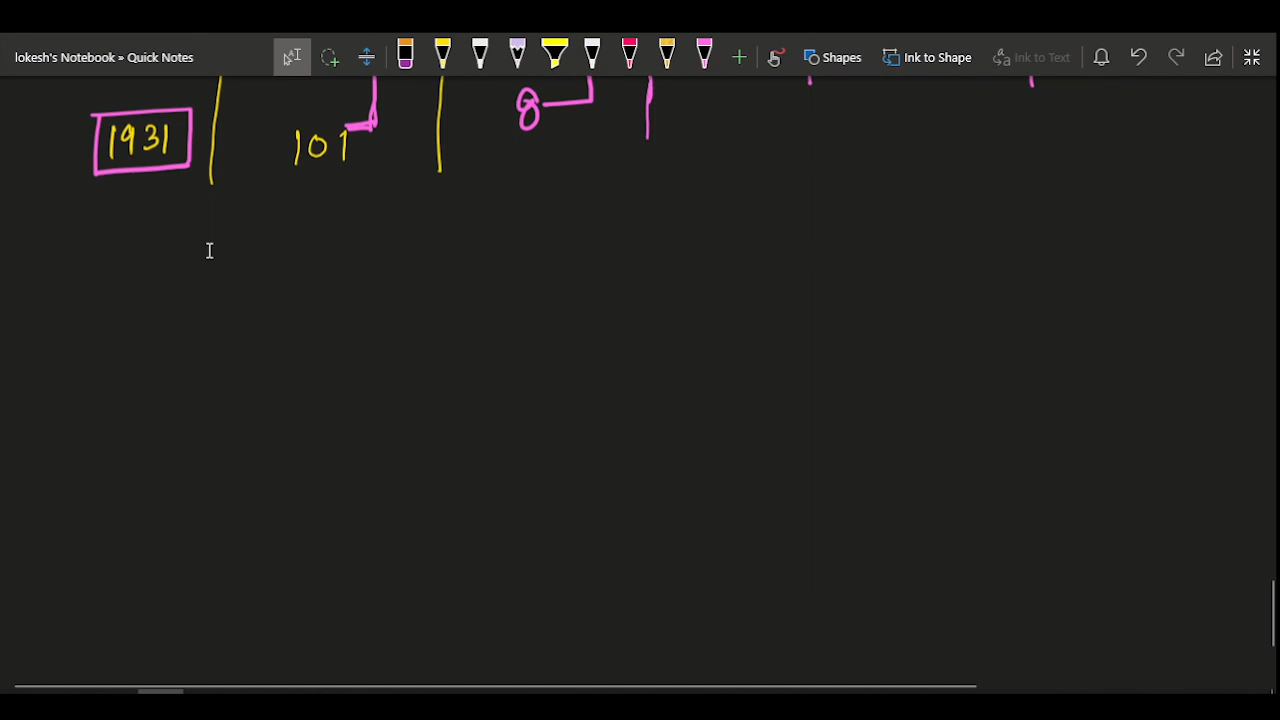 lokesh's Notebook » Quick Notes
Shapes
Ink to Shape
Ink to Text
8
1931
101